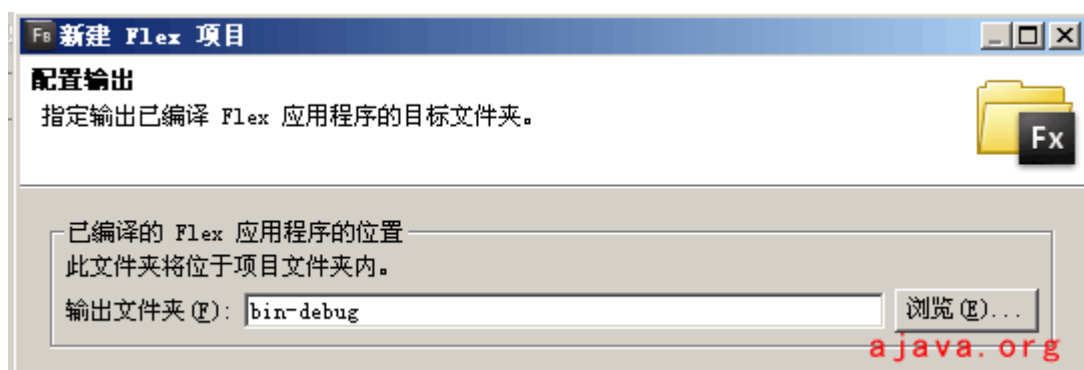 FB 新建 Flex 项目
配置输出
指定输出已编译 Flex 应用程序的目标文件夹。
Fx
已编译的 Flex 应用程序的位置
此文件夹将位于项目文件夹内。
输出文件夹(F): bin-debug 浏览(E)...
ajava.org